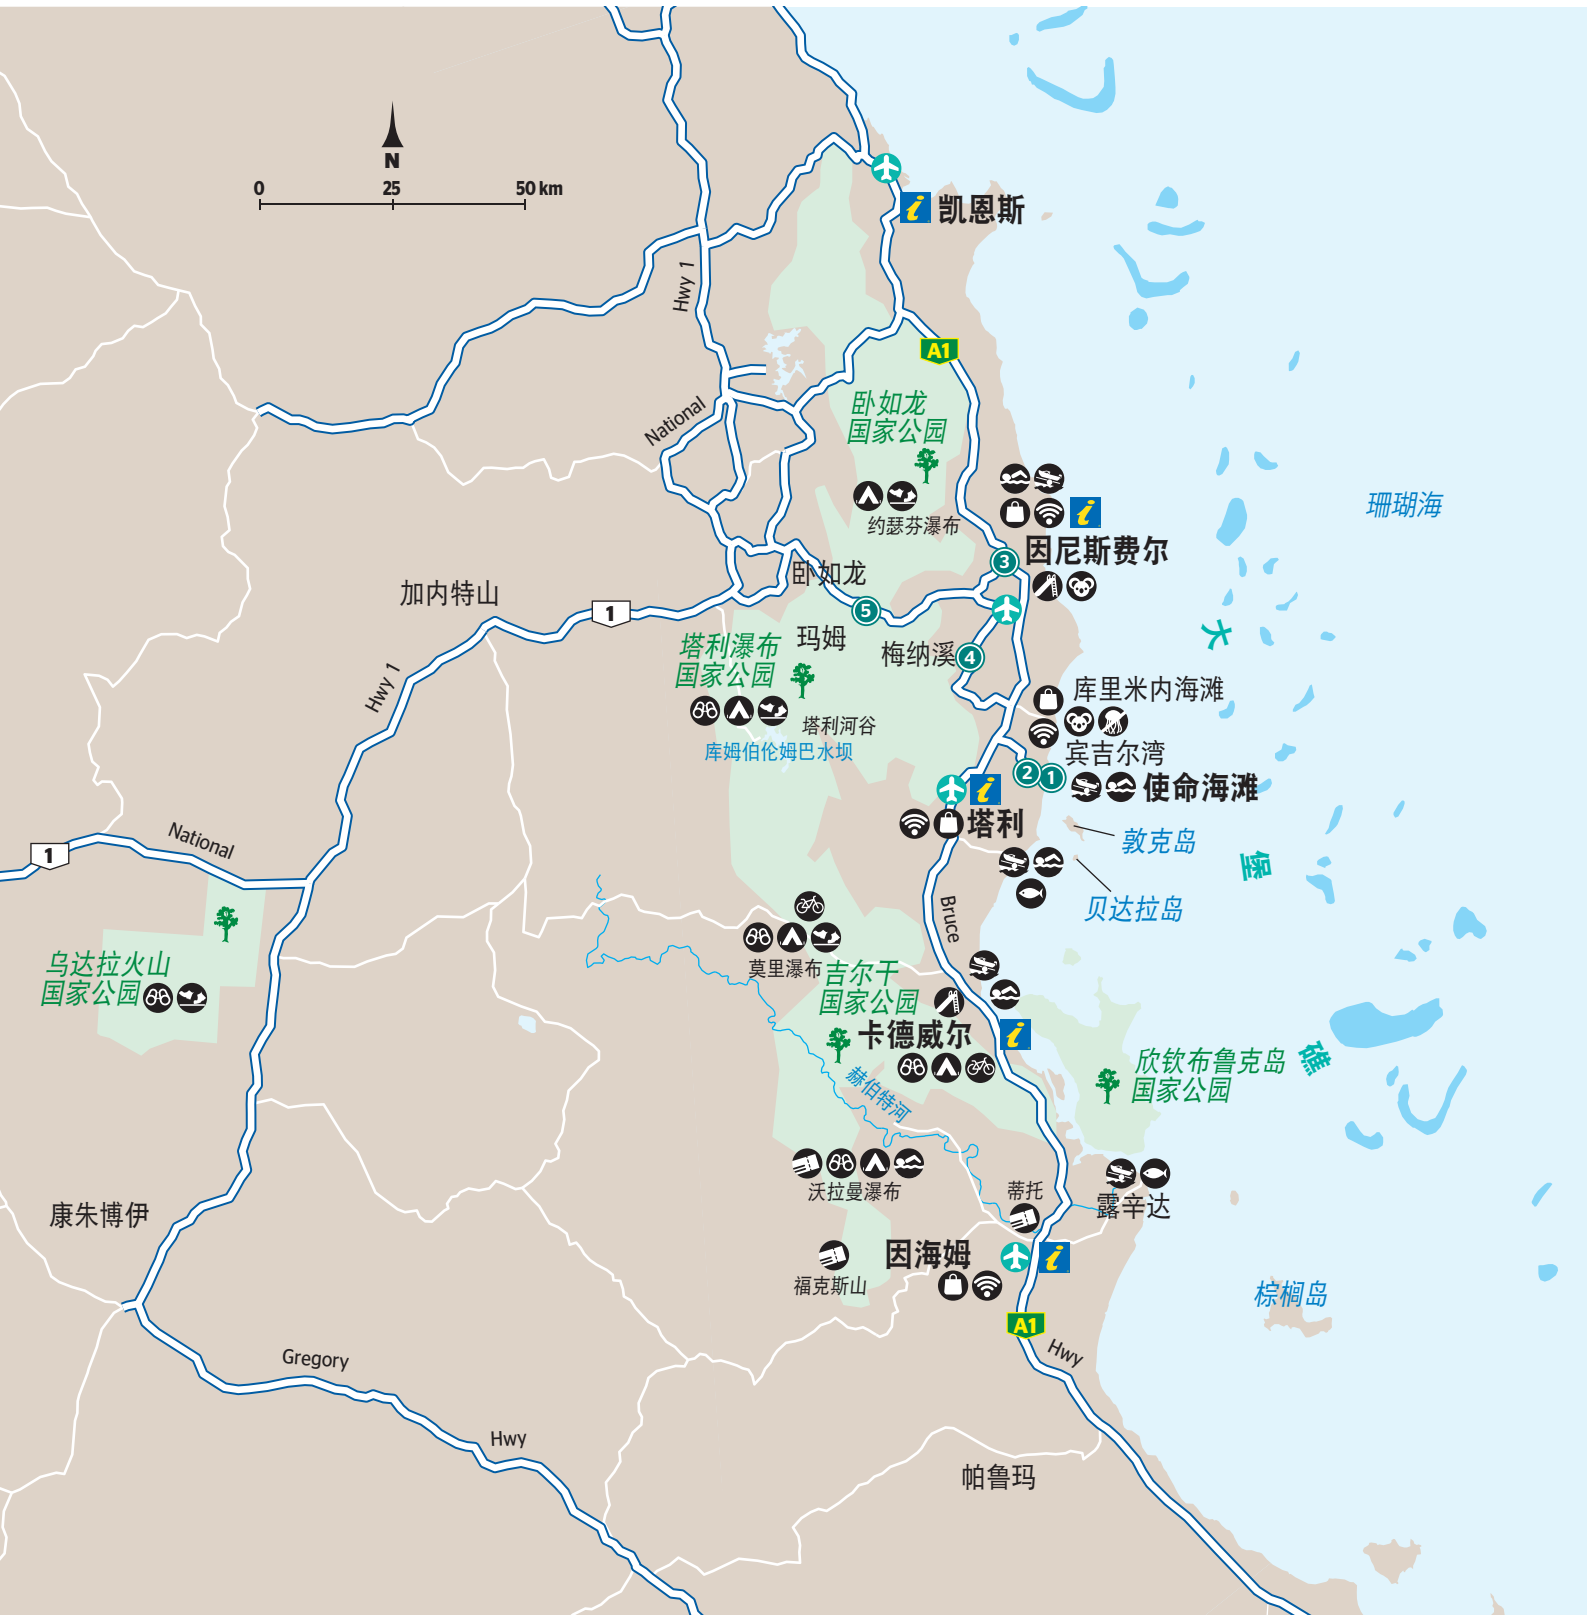 N
0 25 50 km
凯恩斯
Hwy 1
A1
National
卧如龙
国家公园
约瑟芬瀑布
珊瑚海
因尼斯费尔
3
卧如龙
加内特山
1
5
玛姆
梅纳溪
4
塔利瀑布
国家公园
大
Hwy 1
库里米内海滩
塔利河谷
库姆伯伦姆巴水坝
宾吉尔湾
2
1
使命海滩
塔利
National
1
敦克岛
堡
贝达拉岛
Bruce
乌达拉火山
国家公园
莫里瀑布
吉尔干
国家公园
卡德威尔
欣钦布鲁克岛
国家公园
礁
赫伯特河
沃拉曼瀑布
蒂托
露辛达
康朱博伊
因海姆
福克斯山
棕榈岛
A1
Hwy
Gregory
Hwy
帕鲁玛